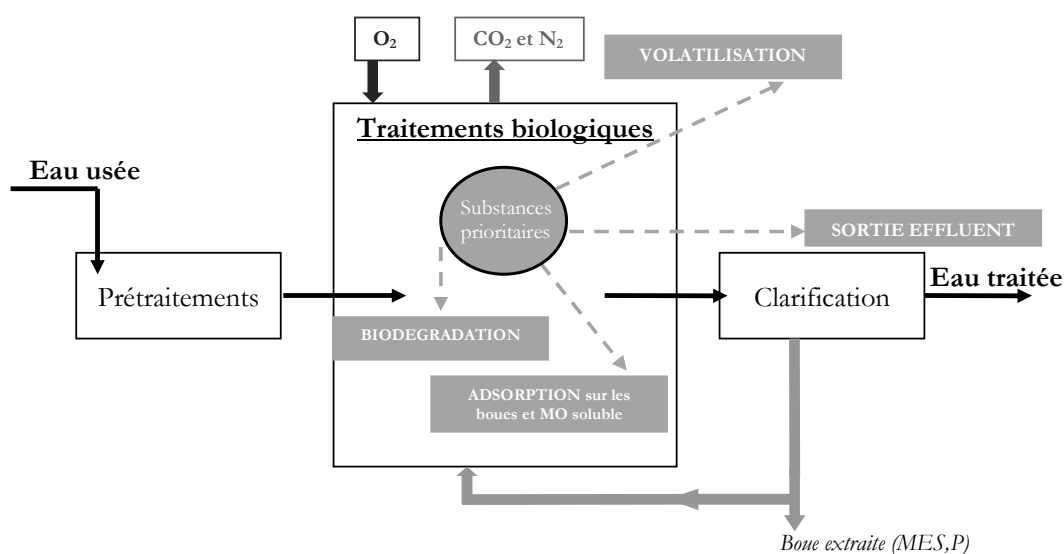 O₂
CO₂ et N₂
VOLATILISATION
Traitements biologiques
Eau usée
Substances
prioritaires
SORTIE EFFLUENT
Eau traitée
Prétraitements
Clarification
BIODEGRADATION
ADSORPTION sur les
boues et MO soluble
Boue extraite (MES,P)